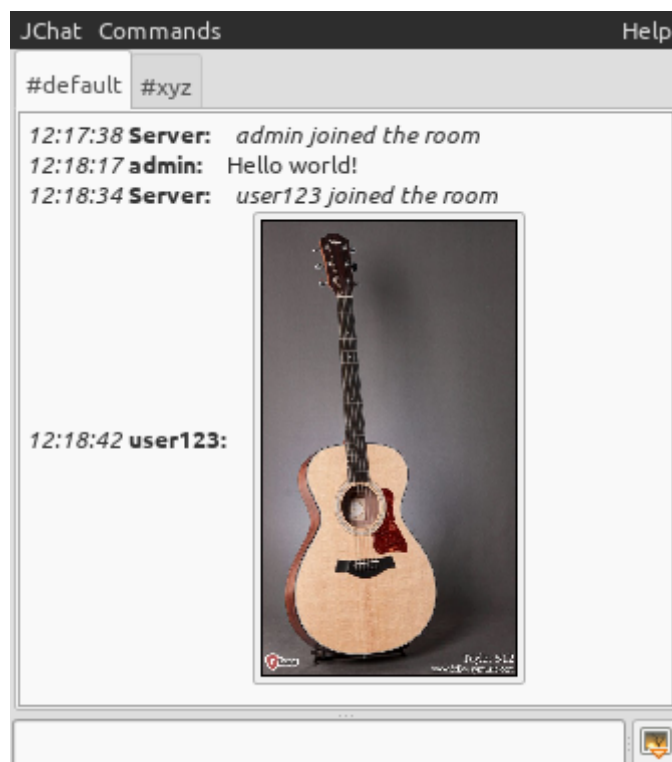 JChat Commands Help
#default #xyz
12:17:38 Server: admin joined the room
12:18:17 admin: Hello world!
12:18:34 Server: user123 joined the room
12:18:42 user123: